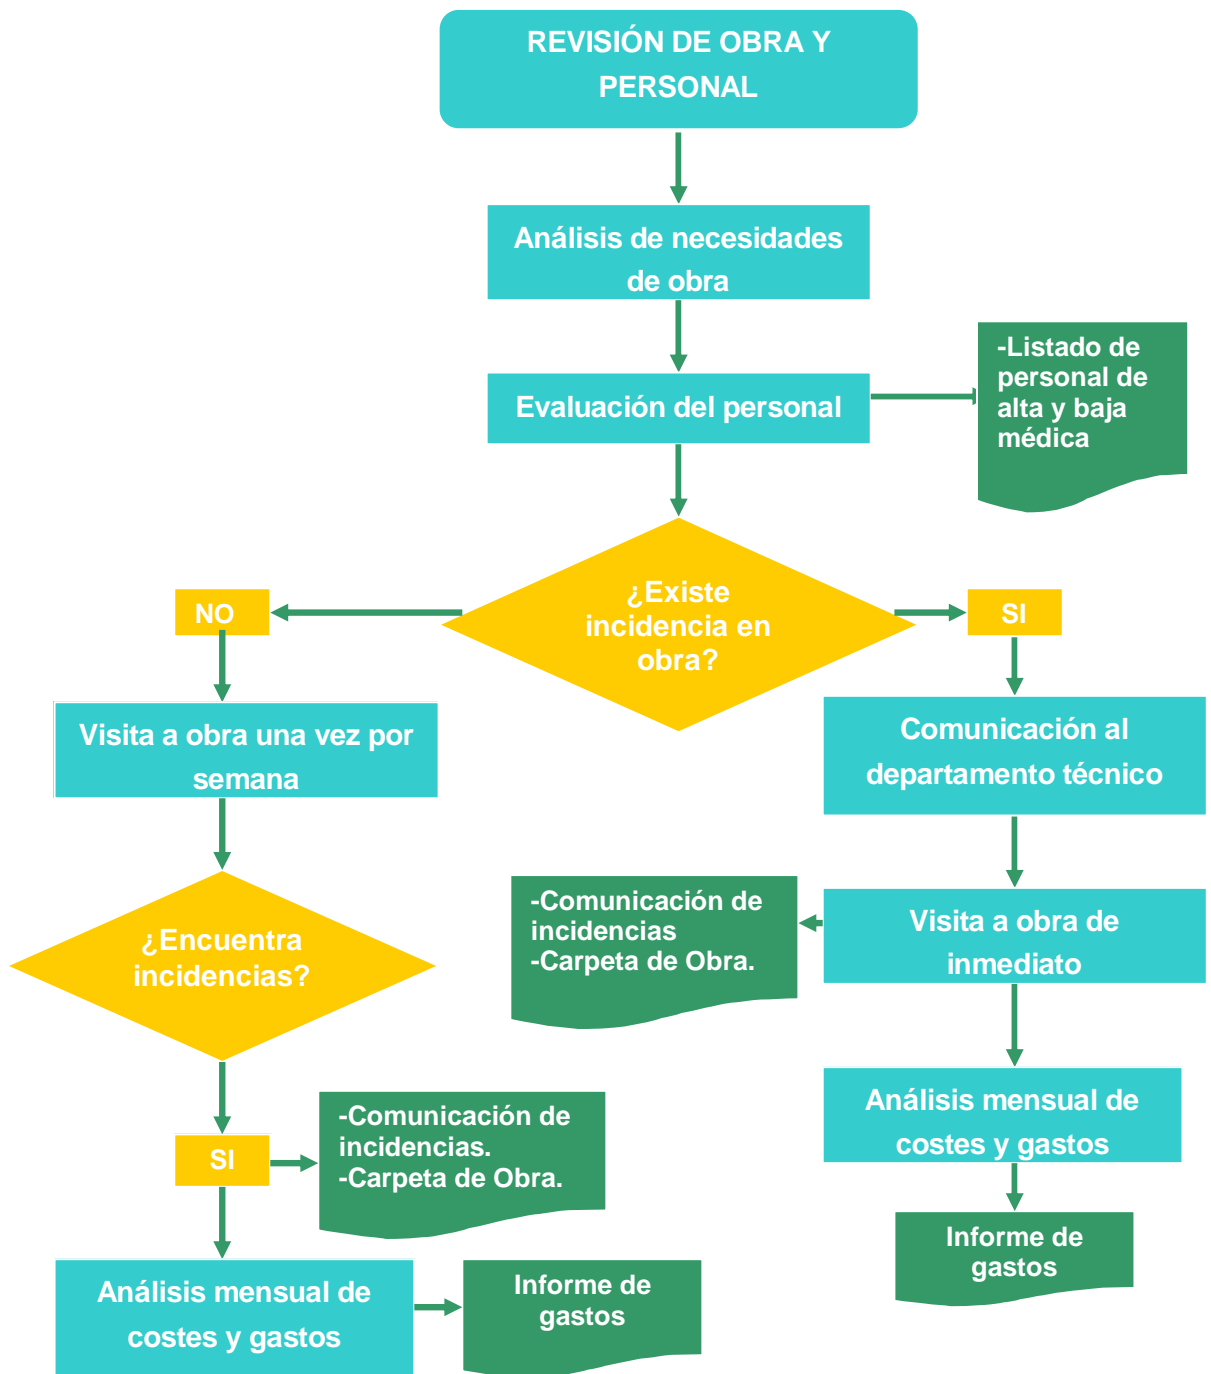 REVISIÓN DE OBRA Y
PERSONAL
Análisis de necesidades
de obra
Evaluación del personal
-Listado de
personal de
alta y baja
médica
¿Existe
incidencia en
obra?
NO
SI
Visita a obra una vez por
semana
Comunicación al
departamento técnico
¿Encuentra
incidencias?
-Comunicación de
incidencias
-Carpeta de Obra.
Visita a obra de
inmediato
Análisis mensual de
costes y gastos
SI
-Comunicación de
incidencias.
-Carpeta de Obra.
Informe de
gastos
Análisis mensual de
costes y gastos
Informe de
gastos